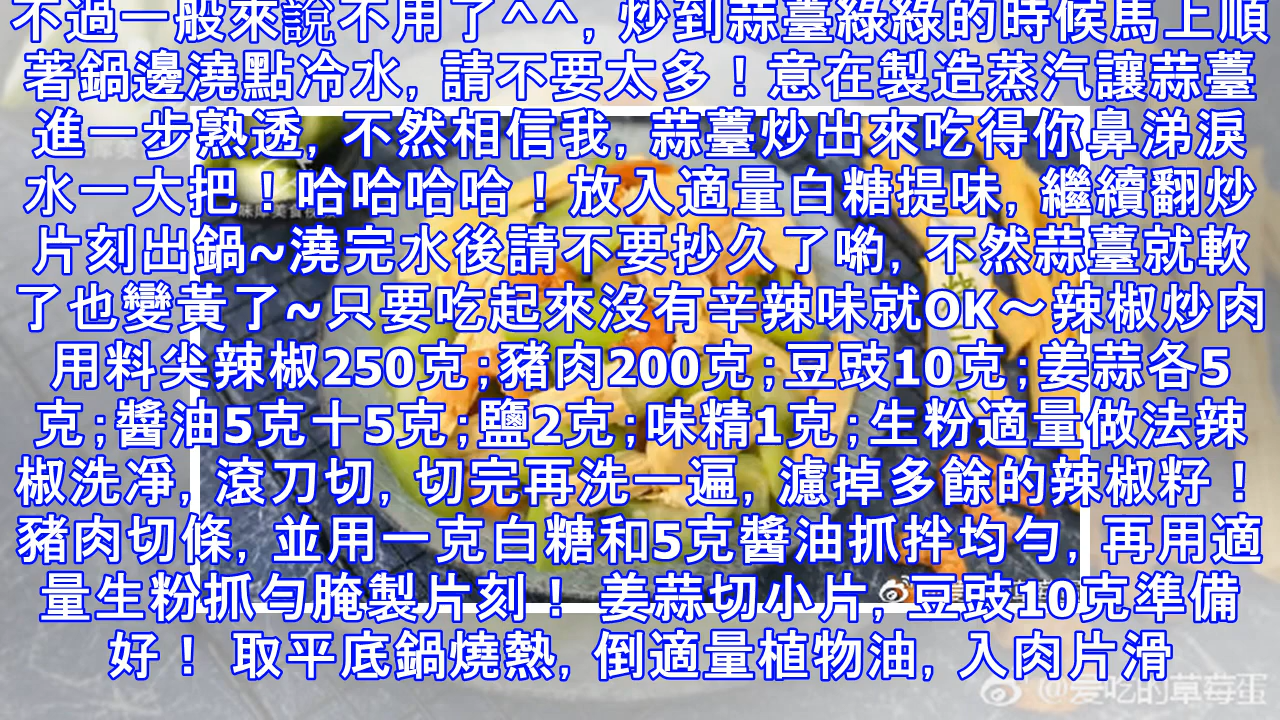 不過一般來說不用了^^, 炒到蒜薹綠綠的時候馬上順
著鍋邊澆點冷水, 請不要太多！意在製造蒸汽讓蒜薹
進一步熟透, 不然相信我, 蒜薹炒出來吃得你鼻涕淚
水一大把！哈哈哈哈！放入適量白糖提味, 繼續翻炒
片刻出鍋~澆完水後請不要抄久了喲, 不然蒜薹就軟
了也變黃了~只要吃起來沒有辛辣味就OK～辣椒炒肉
用料尖辣椒250克;豬肉200克;豆豉10克;姜蒜各5
克;醬油5克十5克;鹽2克;味精1克;生粉適量做法辣
椒洗凈, 滾刀切, 切完再洗一遍, 濾掉多餘的辣椒籽！
豬肉切條, 並用一克白糖和5克醬油抓拌均勻, 再用適
量生粉抓勻腌製片刻！ 姜蒜切小片, 豆豉10克準備
好！ 取平底鍋燒熱, 倒適量植物油, 入肉片滑
@爱吃的草莓蛋